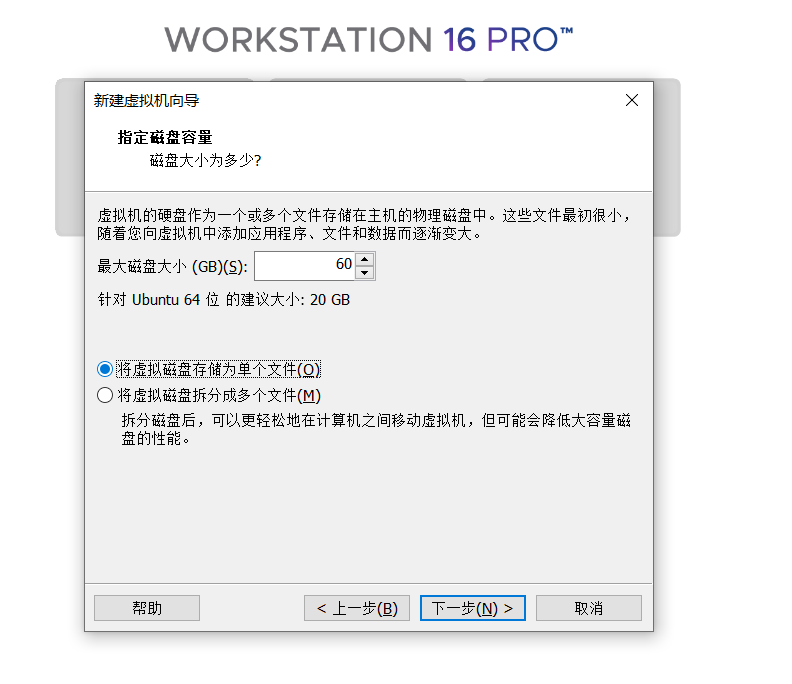 WORKSTATION 16 PRO™
新建虚拟机向导
指定磁盘容量
磁盘大小为多少?
虚拟机的硬盘作为一个或多个文件存储在主机的物理磁盘中。这些文件最初很小，
随着您向虚拟机中添加应用程序、文件和数据而逐渐变大。
最大磁盘大小 (GB)(S): 60
针对 Ubuntu 64 位 的建议大小: 20 GB
将虚拟磁盘存储为单个文件(O)
将虚拟磁盘拆分成多个文件(M)
拆分磁盘后，可以更轻松地在计算机之间移动虚拟机，但可能会降低大容量磁
盘的性能。
帮助 < 上一步(B) 下一步(N) > 取消